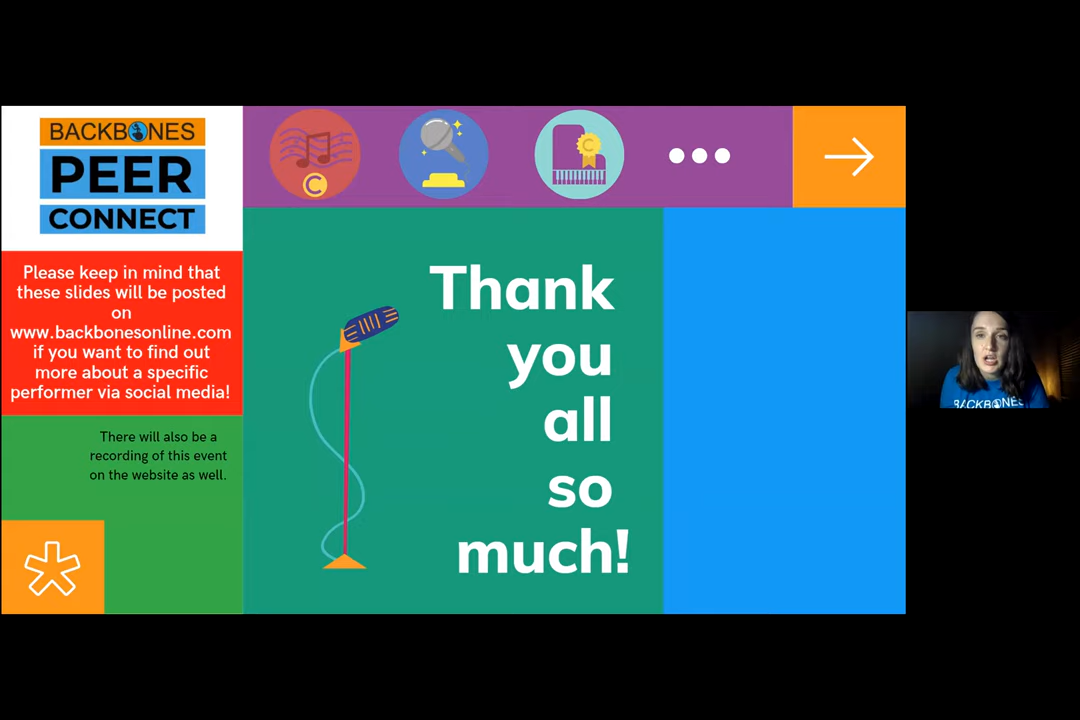 BACKBONES
PEER
CONNECT
Please keep in mind that
these slides will be posted
on
www.backbonesonline.com
if you want to find out
more about a specific
performer via social media!
There will also be a
recording of this event
on the website as well.
C
C
Thank
you
all
so
much!
BACKBONES